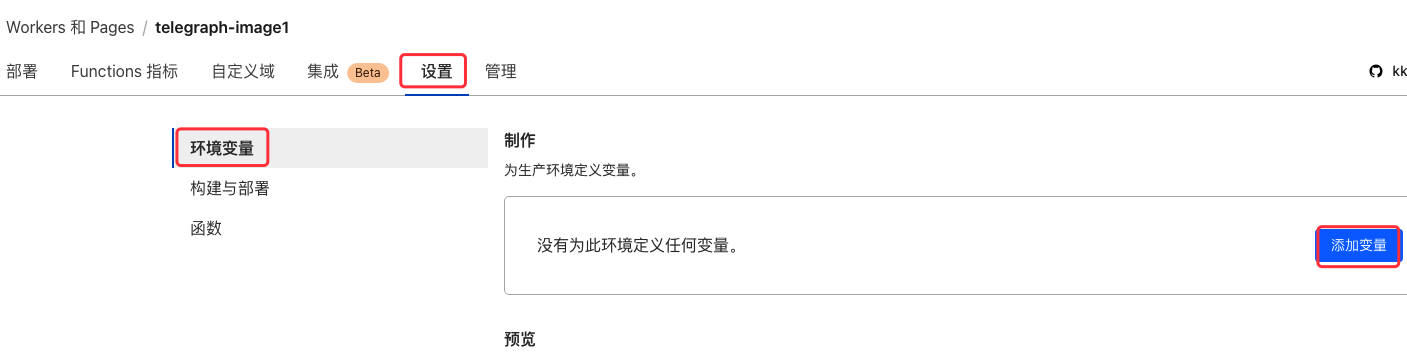 Workers 和 Pages / telegraph-image1
部署 Functions 指标 自定义域 集成 Beta 设置 管理 kk
环境变量
构建与部署
函数
制作
为生产环境定义变量。
没有为此环境定义任何变量。
添加变量
预览